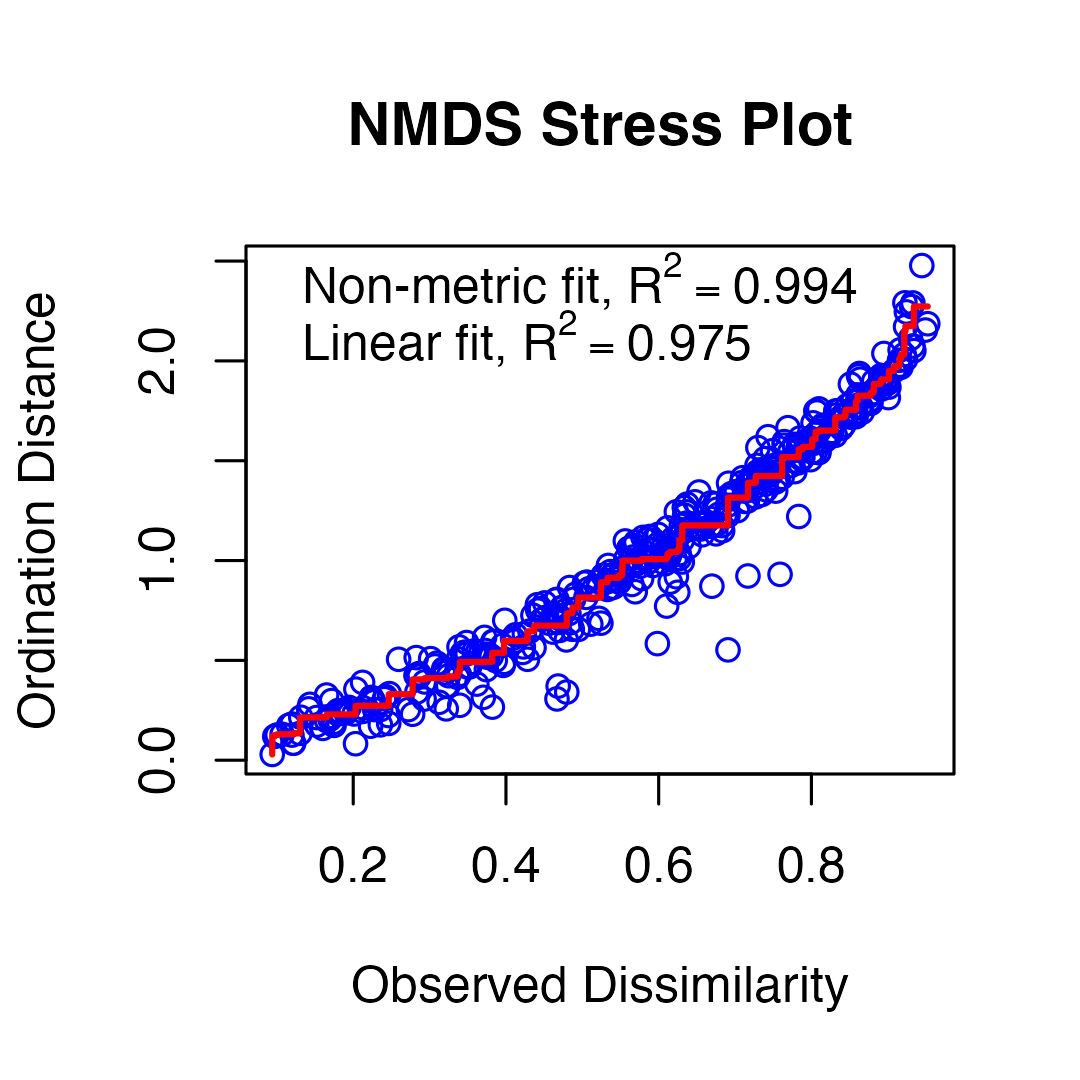 NMDS Stress Plot
Non-metric fit, R² = 0.994
Linear fit, R² = 0.975
Ordination Distance
2.0
1.0
0.0
0.2 0.4 0.6 0.8
Observed Dissimilarity